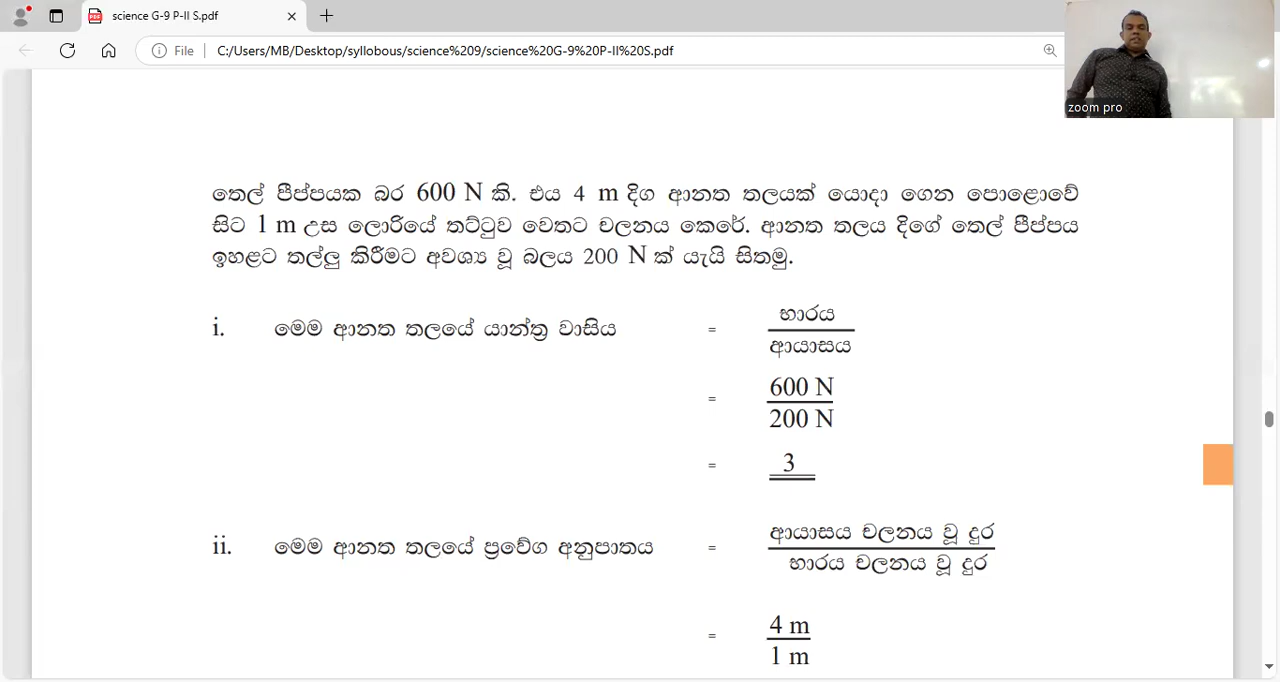 science G-9 P-II S.pdf
File C:/Users/MB/Desktop/syllobous/science%209/science%20G-9%20P-II%20S.pdf
zoom pro
තෙල් පීප්පයක බර 600 N කි. එය 4 m දිග ආනත තලයක් යොදා ගෙන පොළොවේ
සිට 1 m උස ලොරියේ තට්ටුව වෙතට චලනය කෙරේ. ආනත තලය දිගේ තෙල් පීප්පය
ඉහළට තල්ලු කිරීමට අවශ්‍ය වූ බලය 200 N ක් යැයි සිතමු.
i. මෙම ආනත තලයේ යාන්ත්‍ර වාසිය = භාරය
ආයාසය
= 600 N
200 N
= 3
ii. මෙම ආනත තලයේ ප්‍රවේග අනුපාතය = ආයාසය චලනය වූ දුර
භාරය චලනය වූ දුර
= 4 m
1 m